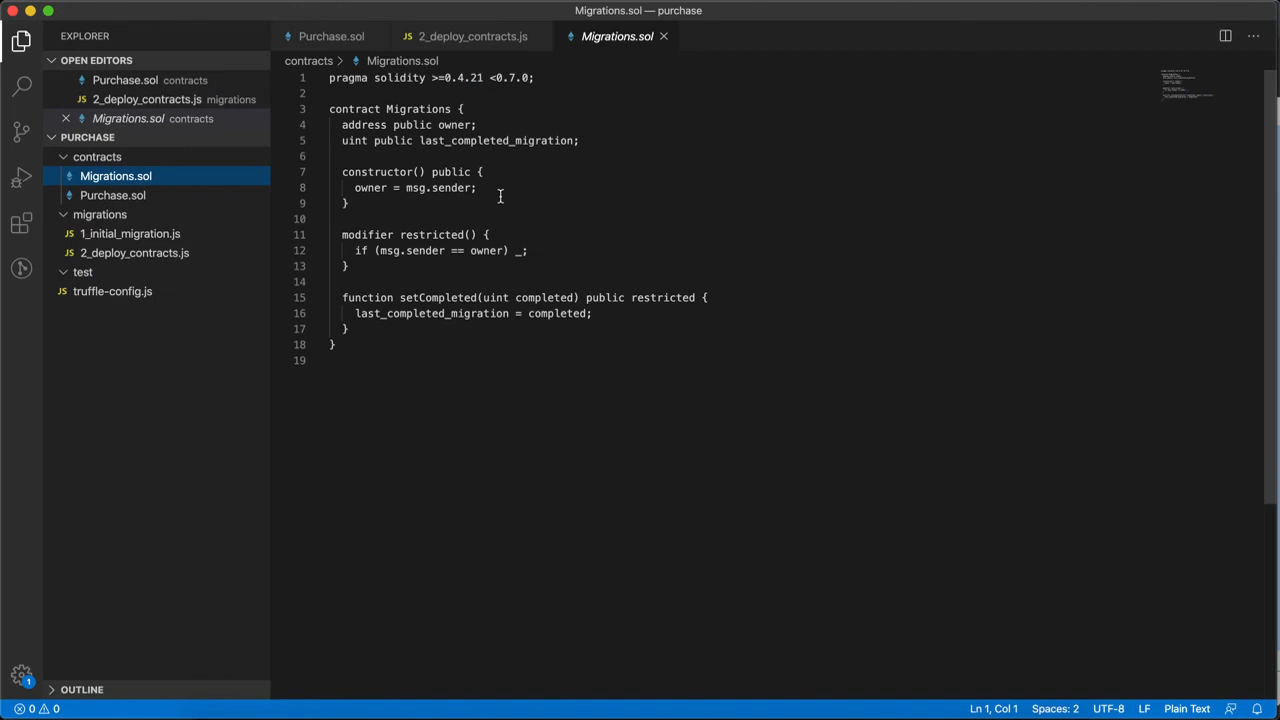 Migrations.sol — purchase
EXPLORER
OPEN EDITORS
Purchase.sol contracts
2_deploy_contracts.js migrations
Migrations.sol contracts
PURCHASE
contracts
Migrations.sol
Purchase.sol
migrations
JS 1_initial_migration.js
JS 2_deploy_contracts.js
test
JS truffle-config.js
OUTLINE
Purchase.sol
JS 2_deploy_contracts.js
Migrations.sol
contracts > Migrations.sol
1 pragma solidity >=0.4.21 <0.7.0;
2
3 contract Migrations {
4 address public owner;
5 uint public last_completed_migration;
6
7 constructor() public {
8 owner = msg.sender;
9 }
10
11 modifier restricted() {
12 if (msg.sender == owner) _;
13 }
14
15 function setCompleted(uint completed) public restricted {
16 last_completed_migration = completed;
17 }
18 }
19
1
0 0
Ln 1, Col 1 Spaces: 2 UTF-8 LF Plain Text